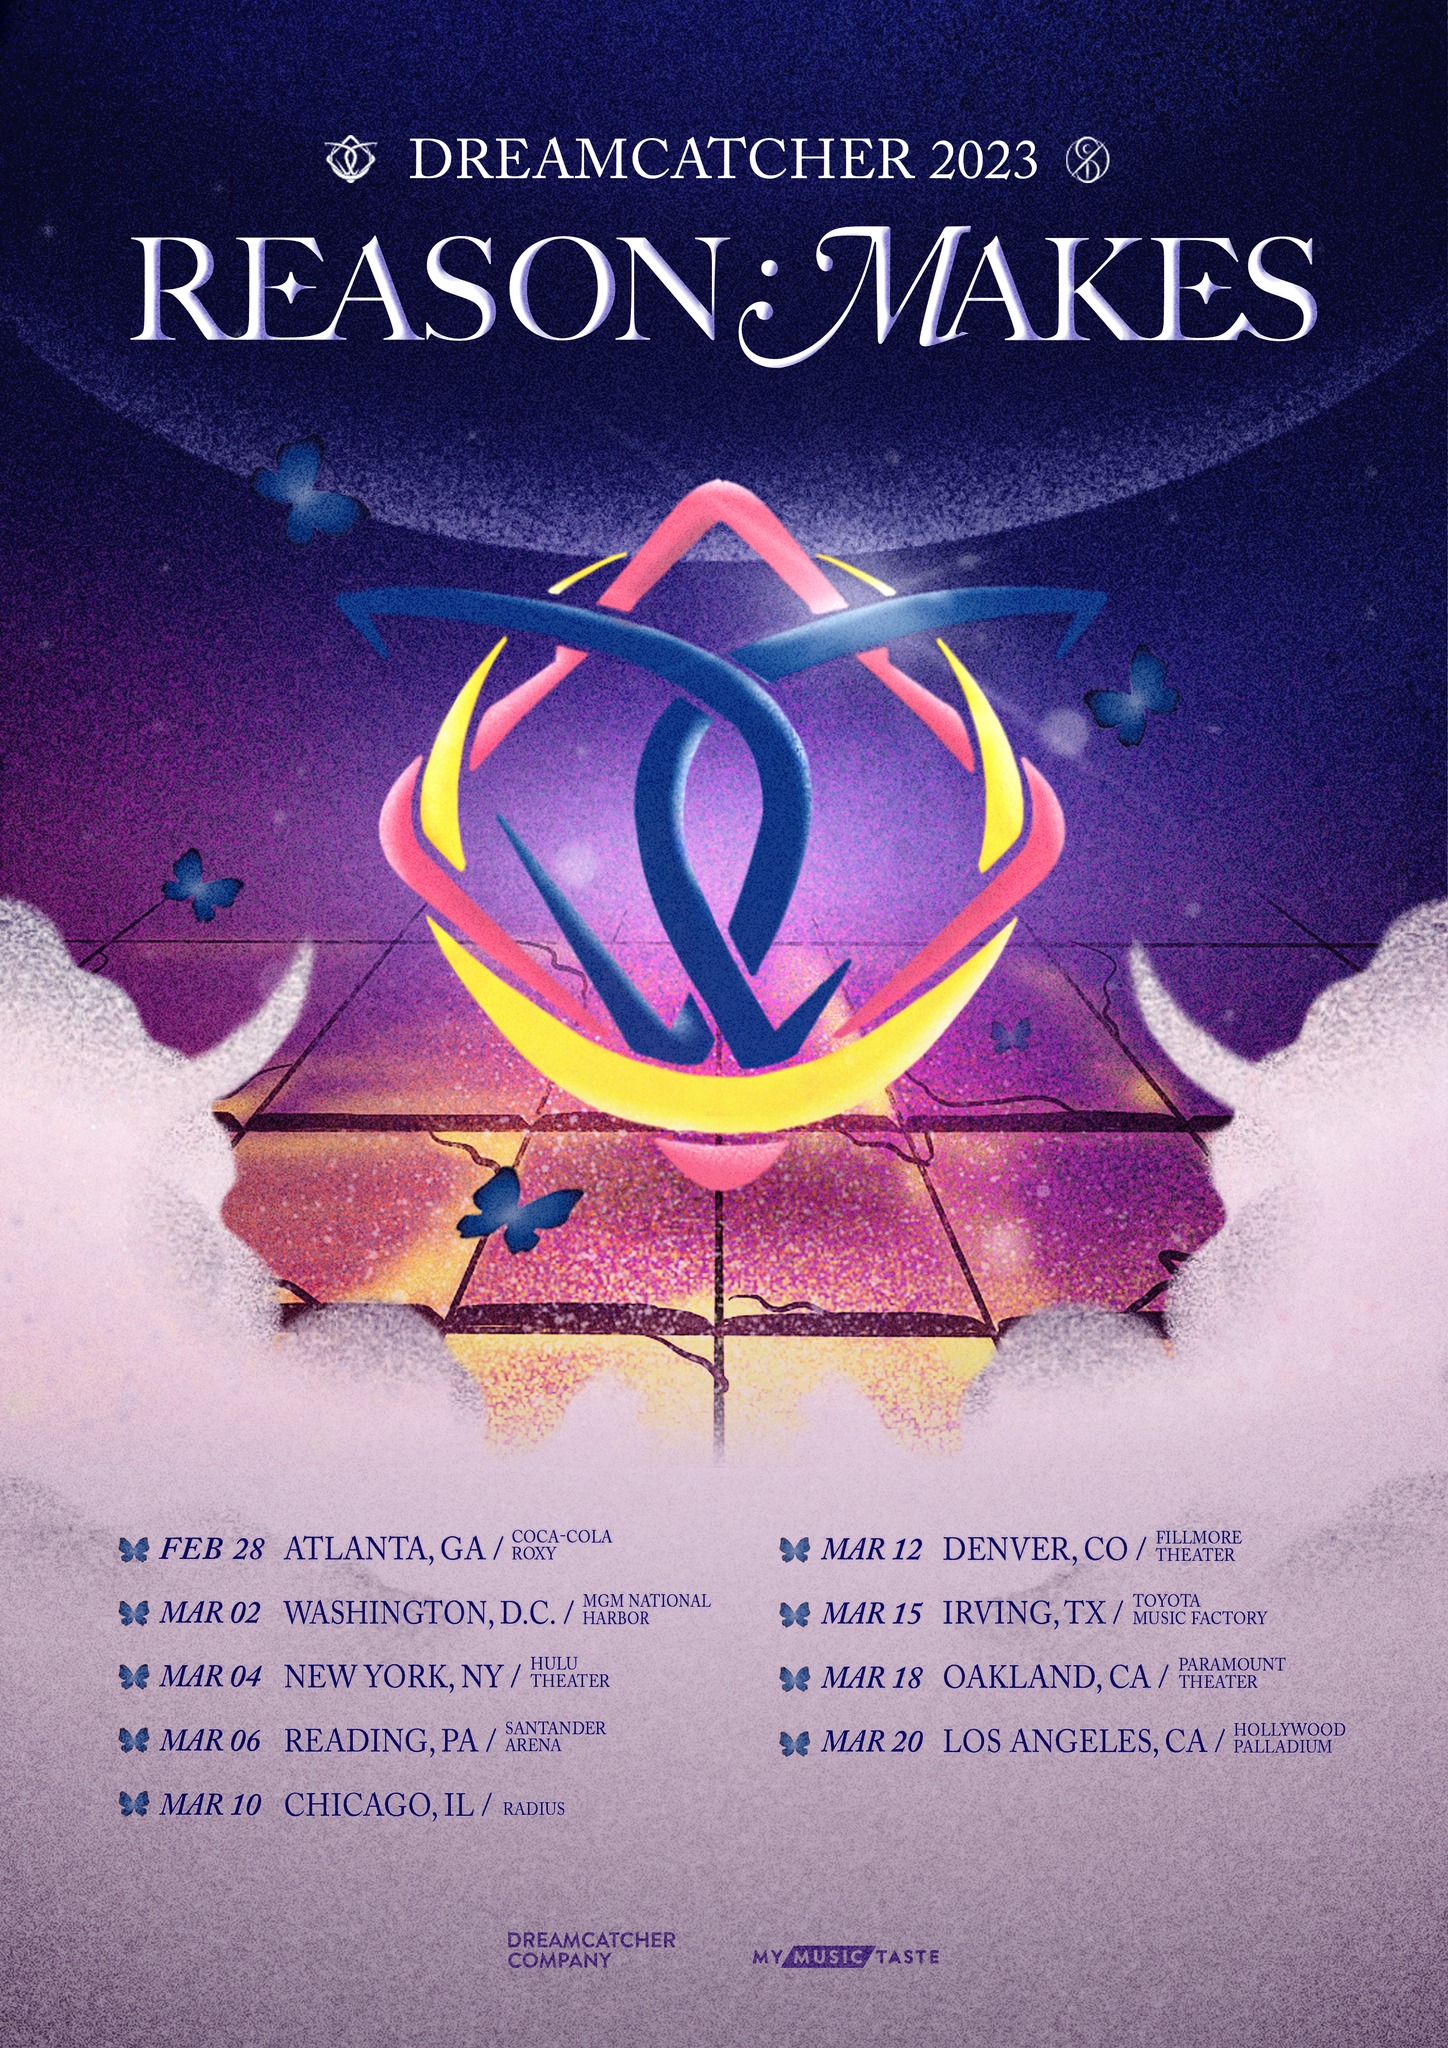 DREAMCATCHER 2023
REASON:MAKES
FEB 28 ATLANTA, GA / COCA-COLA ROXY
MAR 02 WASHINGTON, D.C. / MGM NATIONAL HARBOR
MAR 04 NEW YORK, NY / HULU THEATER
MAR 06 READING, PA / SANTANDER ARENA
MAR 10 CHICAGO, IL / RADIUS
MAR 12 DENVER, CO / FILLMORE THEATER
MAR 15 IRVING, TX / TOYOTA MUSIC FACTORY
MAR 18 OAKLAND, CA / PARAMOUNT THEATER
MAR 20 LOS ANGELES, CA / HOLLYWOOD PALLADIUM
DREAMCATCHER
COMPANY
MY MUSIC TASTE